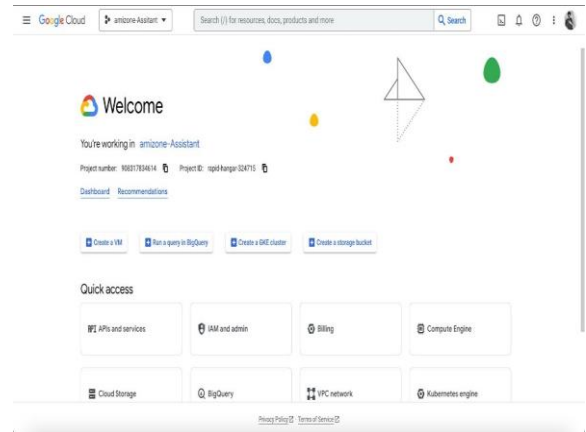 Google Cloud
amizone-Assitant
Search (/) for resources, docs, products and more
Search
Welcome
You're working in amizone-Assistant
Project number: 908317834614 Project ID: rapid-hangar-324715
Dashboard Recommendations
Create a VM Run a query in BigQuery Create a GKE cluster Create a storage bucket
Quick access
API APIs and services IAM and admin Billing Compute Engine
Cloud Storage BigQuery VPC network Kubernetes engine
Privacy Policy Terms of Service